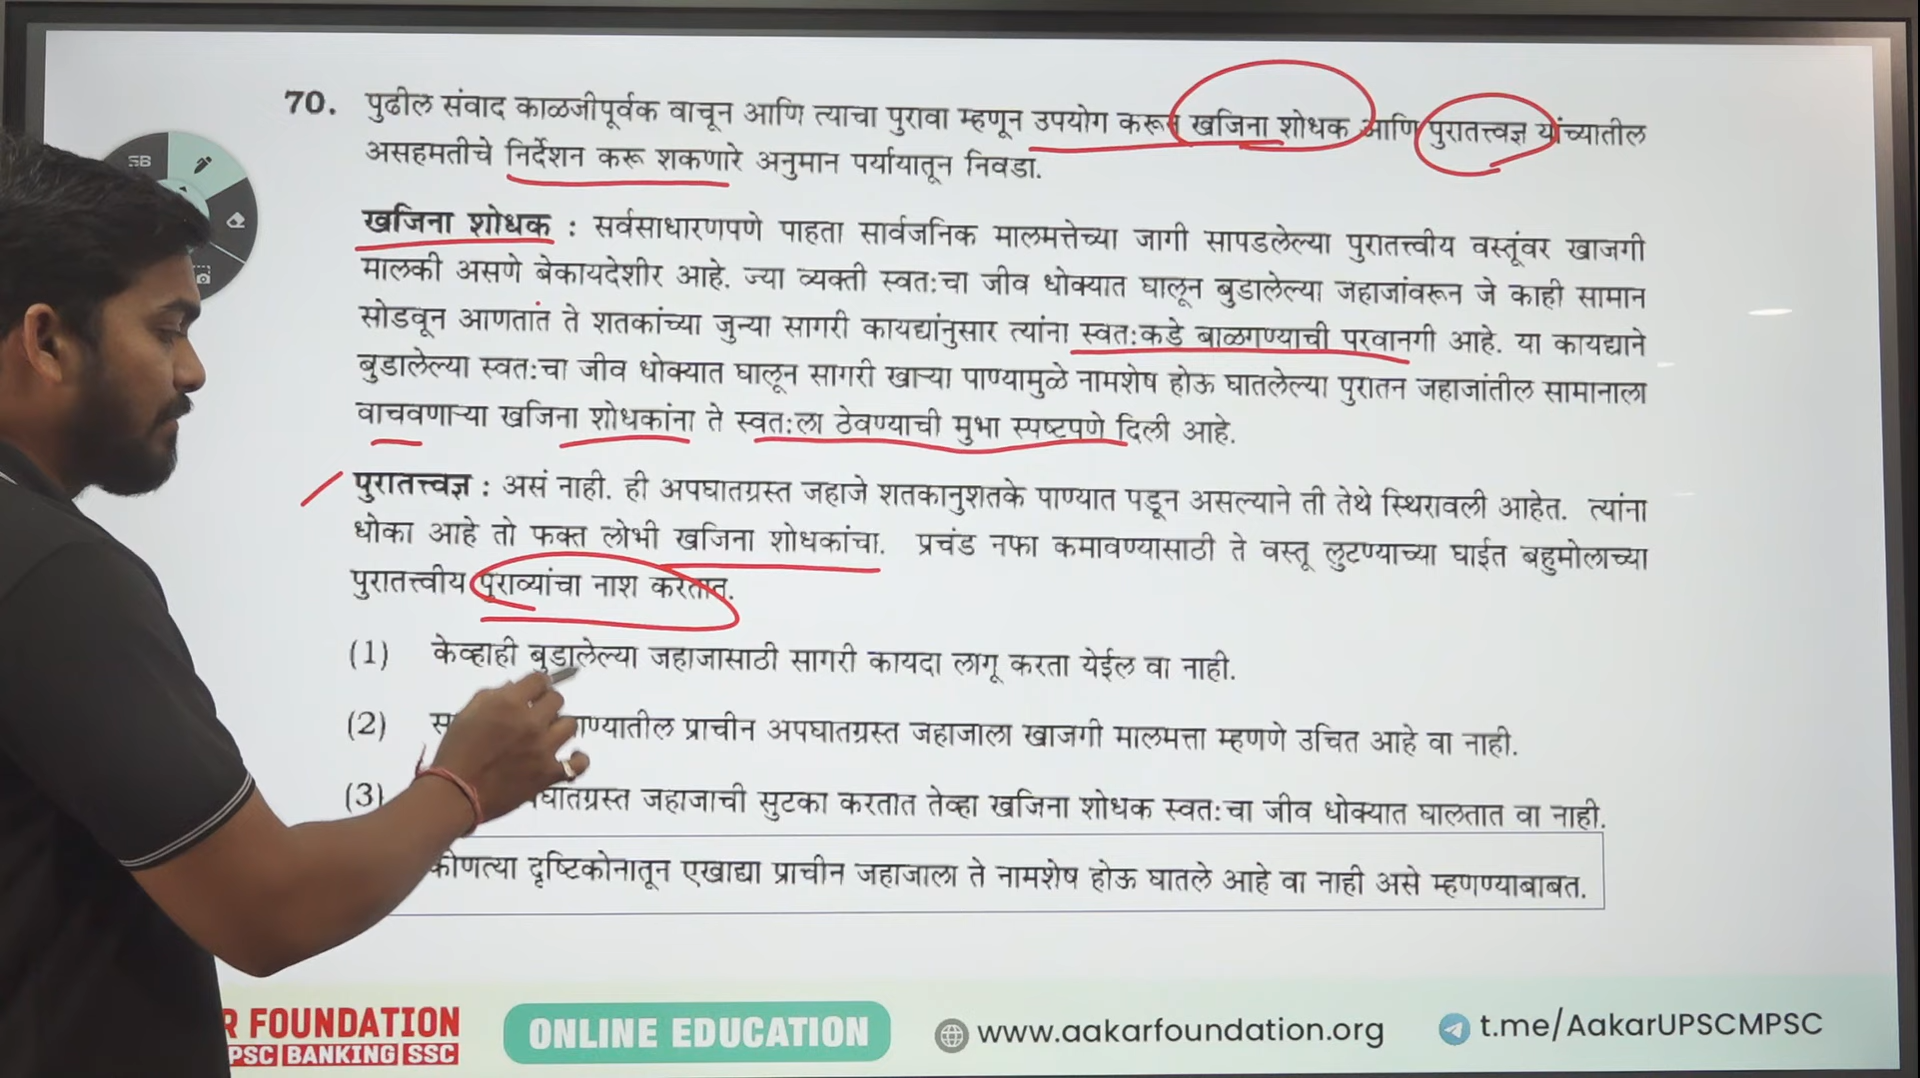 SB
70. पुढील संवाद काळजीपूर्वक वाचून आणि त्याचा पुरावा म्हणून उपयोग करून खजिना शोधक आणि पुरातत्त्वज्ञ यांच्यातील
असहमतीचे निर्देशन करू शकणारे अनुमान पर्यायातून निवडा.
खजिना शोधक : सर्वसाधारणपणे पाहता सार्वजनिक मालमत्तेच्या जागी सापडलेल्या पुरातत्त्वीय वस्तूंवर खाजगी
मालकी असणे बेकायदेशीर आहे. ज्या व्यक्ती स्वत:चा जीव धोक्यात घालून बुडालेल्या जहाजांवरून जे काही सामान
सोडवून आणतांत ते शतकांच्या जुन्या सागरी कायद्यांनुसार त्यांना स्वत:कडे बाळगण्याची परवानगी आहे. या कायद्याने
बुडालेल्या स्वत:चा जीव धोक्यात घालून सागरी खाऱ्या पाण्यामुळे नामशेष होऊ घातलेल्या पुरातन जहाजांतील सामानाला
वाचवणाऱ्या खजिना शोधकांना ते स्वत:ला ठेवण्याची मुभा स्पष्टपणे दिली आहे.
पुरातत्त्वज्ञ : असं नाही. ही अपघातग्रस्त जहाजे शतकानुशतके पाण्यात पडून असल्याने ती तेथे स्थिरावली आहेत. त्यांना
धोका आहे तो फक्त लोभी खजिना शोधकांचा. प्रचंड नफा कमावण्यासाठी ते वस्तू लुटण्याच्या घाईत बहुमोलाच्या
पुरातत्त्वीय पुराव्यांचा नाश करतात.
(1) केव्हाही बुडालेल्या जहाजासाठी सागरी कायदा लागू करता येईल वा नाही.
(2) प्राचीन अपघातग्रस्त जहाजाला खाजगी मालमत्ता म्हणणे उचित आहे वा नाही.
(3) जहाजाची सुटका करतात तेव्हा खजिना शोधक स्वत:चा जीव धोक्यात घालतात वा नाही.
कोणत्या दृष्टिकोनातून एखाद्या प्राचीन जहाजाला ते नामशेष होऊ घातले आहे वा नाही असे म्हणण्याबाबत.
R FOUNDATION
PSC BANKING SSC
ONLINE EDUCATION
www.aakarfoundation.org
t.me/AakarUPSCMPSC